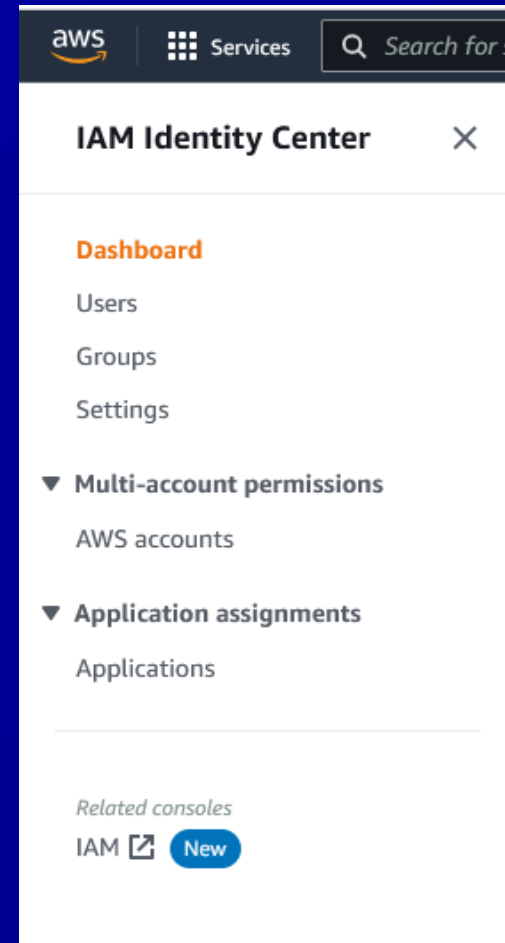 aws Services Search for
IAM Identity Center
Dashboard
Users
Groups
Settings
Multi-account permissions
AWS accounts
Application assignments
Applications
Related consoles
IAM New